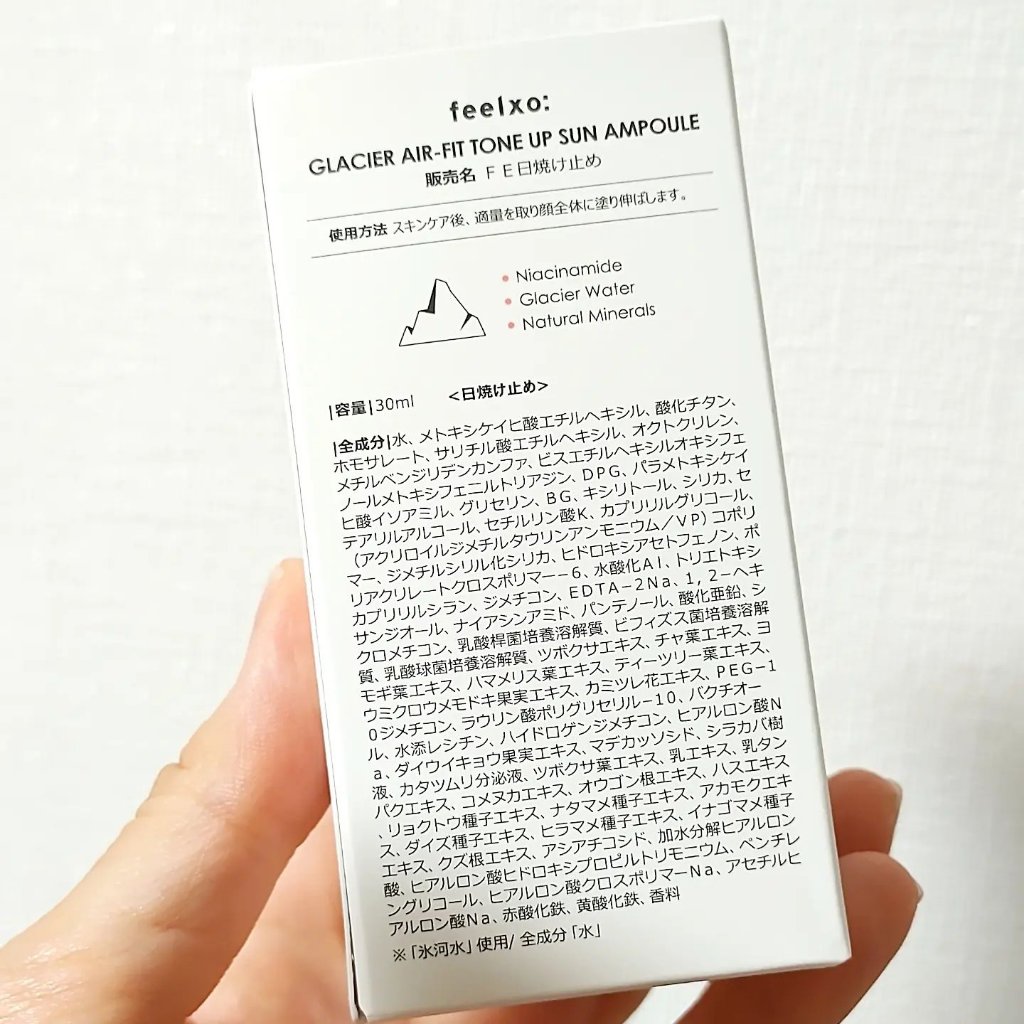 feelxo:
GLACIER AIR-FIT TONE UP SUN AMPOULE
販売名 ＦＥ日焼け止め
使用方法 スキンケア後、適量を取り顔全体に塗り伸ばします。
• Niacinamide
• Glacier Water
• Natural Minerals
|容量|30ml <日焼け止め>
|全成分|水、メトキシケイヒ酸エチルヘキシル、酸化チタン、
ホモサレート、サリチル酸エチルヘキシル、オクトクリレン、
メチルベンジリデンカンファ、ビスエチルヘキシルオキシフェ
ノールメトキシフェニルトリアジン、DPG、パラメトキシケイ
ヒ酸イソアミル、グリセリン、BG、キシリトール、シリカ、セ
テアリルアルコール、セチルリン酸K、カプリリルグリコール、
（アクリロイルジメチルタウリンアンモニウム／VP）コポリ
マー、ジメチルシリル化シリカ、ヒドロキシアセトフェノン、ポ
リアクリレートクロスポリマー－6、水酸化Al、トリエトキシ
カプリリルシラン、ジメチコン、EDTA－2Na、1, 2－ヘキ
サンジオール、ナイアシンアミド、パンテノール、酸化亜鉛、シ
クロメチコン、乳酸桿菌培養溶解質、ビフィズス菌培養溶解
質、乳酸球菌培養溶解質、ツボクサエキス、チャ葉エキス、ヨ
モギ葉エキス、ハマメリス葉エキス、ティーツリー葉エキス、
ウミクロウメモドキ果実エキス、カミツレ花エキス、PEG－1
0ジメチコン、ラウリン酸ポリグリセリル－10、バクチオー
ル、水添レシチン、ハイドロゲンジメチコン、ヒアルロン酸N
a、ダイウイキョウ果実エキス、マデカッソシド、シラカバ樹
液、カタツムリ分泌液、ツボクサ葉エキス、乳エキス、乳タン
パクエキス、コメヌカエキス、オウゴン根エキス、ハスエキス
、リョクトウ種子エキス、ナタマメ種子エキス、アカモクエキ
ス、ダイズ種子エキス、ヒラマメ種子エキス、イナゴマメ種子
エキス、クズ根エキス、アシアチコシド、加水分解ヒアルロン
酸、ヒアルロン酸ヒドロキシプロピルトリモニウム、ペンチレ
ングリコール、ヒアルロン酸クロスポリマーNa、アセチルヒ
アルロン酸Na、赤酸化鉄、黄酸化鉄、香料
※「氷河水」使用/ 全成分「水」